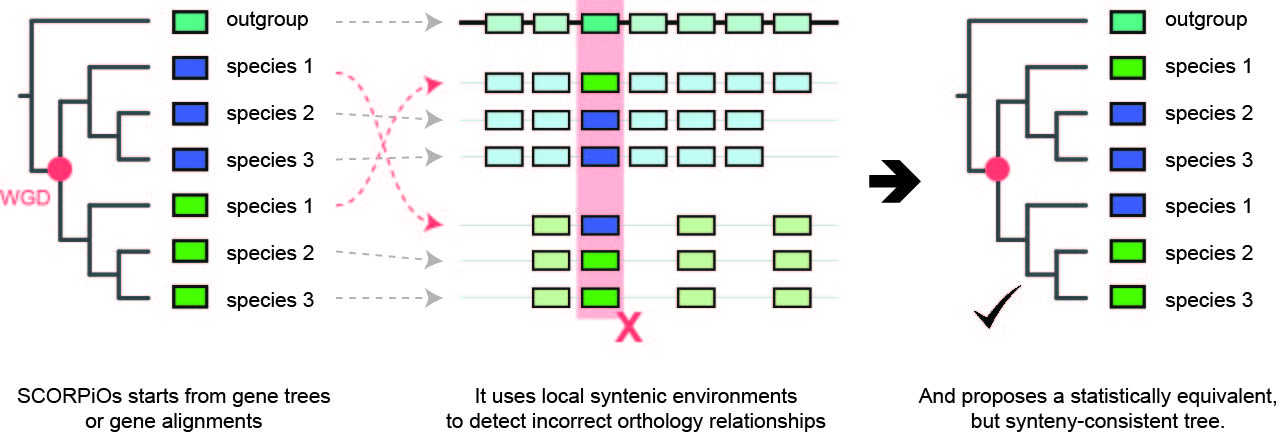 outgroup
species 1
species 2
species 3
species 1
species 2
species 3
WGD
X
outgroup
species 1
species 2
species 3
species 1
species 2
species 3
SCORPiOs starts from gene trees
or gene alignments
It uses local syntenic environments
to detect incorrect orthology relationships
And proposes a statistically equivalent,
but synteny-consistent tree.